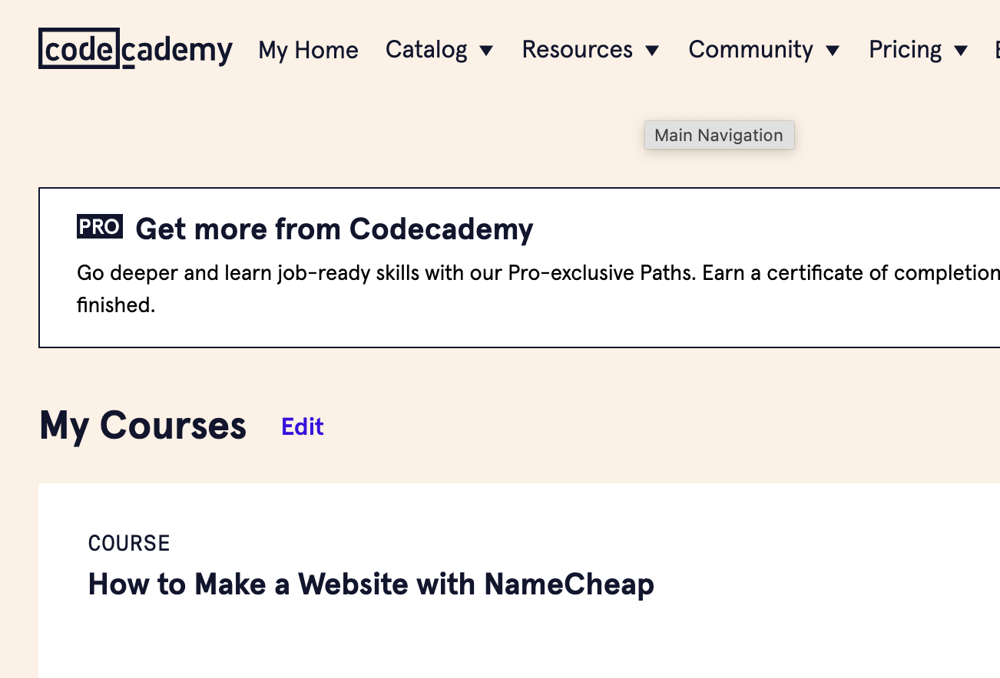 codecademy My Home Catalog Resources Community Pricing
Main Navigation
PRO Get more from Codecademy
Go deeper and learn job-ready skills with our Pro-exclusive Paths. Earn a certificate of completion
finished.
My Courses Edit
COURSE
How to Make a Website with NameCheap